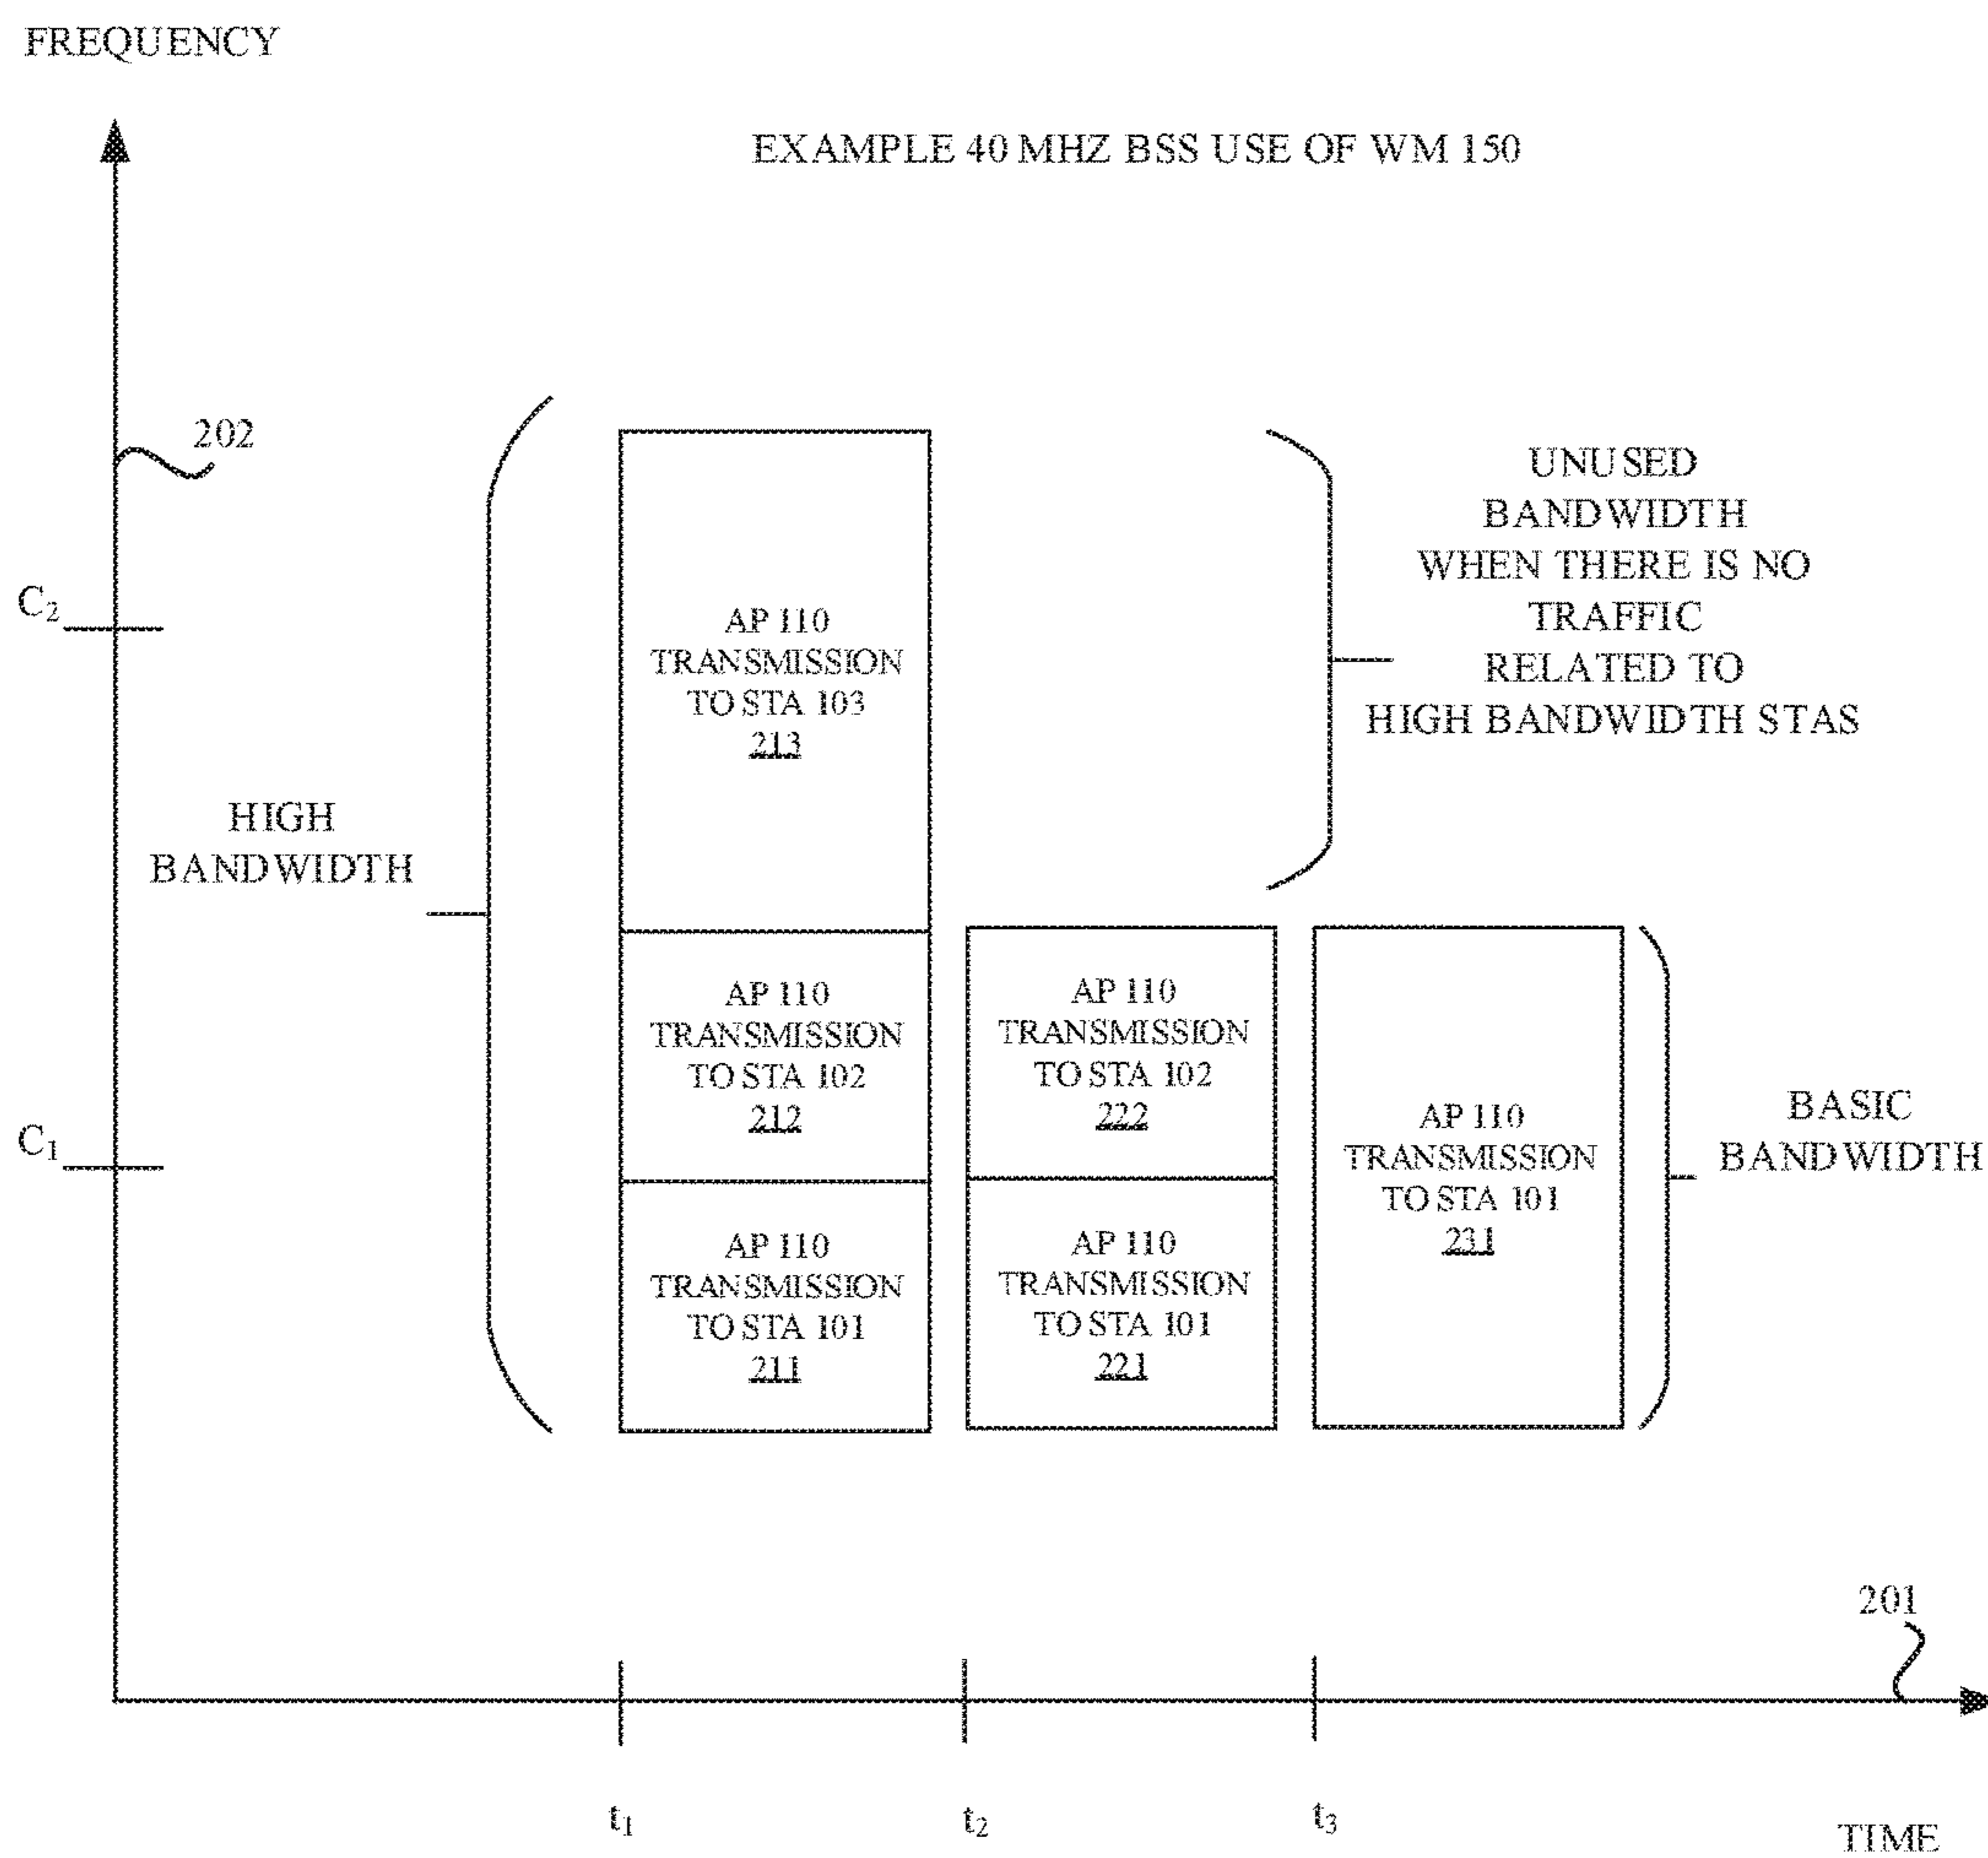 FREQUENCY
EXAMPLE 40 MHZ BSS USE OF WM 150
202
UNUSED
BANDWIDTH
WHEN THERE IS NO
TRAFFIC
RELATED TO
HIGH BANDWIDTH STAS
C₂
AP 110
TRANSMISSION
TO STA 103
213
HIGH
BANDWIDTH
AP 110
TRANSMISSION
TO STA 102
212
AP 110
TRANSMISSION
TO STA 102
222
C₁
AP 110
TRANSMISSION
TO STA 101
231
BASIC
BANDWIDTH
AP 110
TRANSMISSION
TO STA 101
211
AP 110
TRANSMISSION
TO STA 101
221
201
t₁
t₂
t₃
TIME